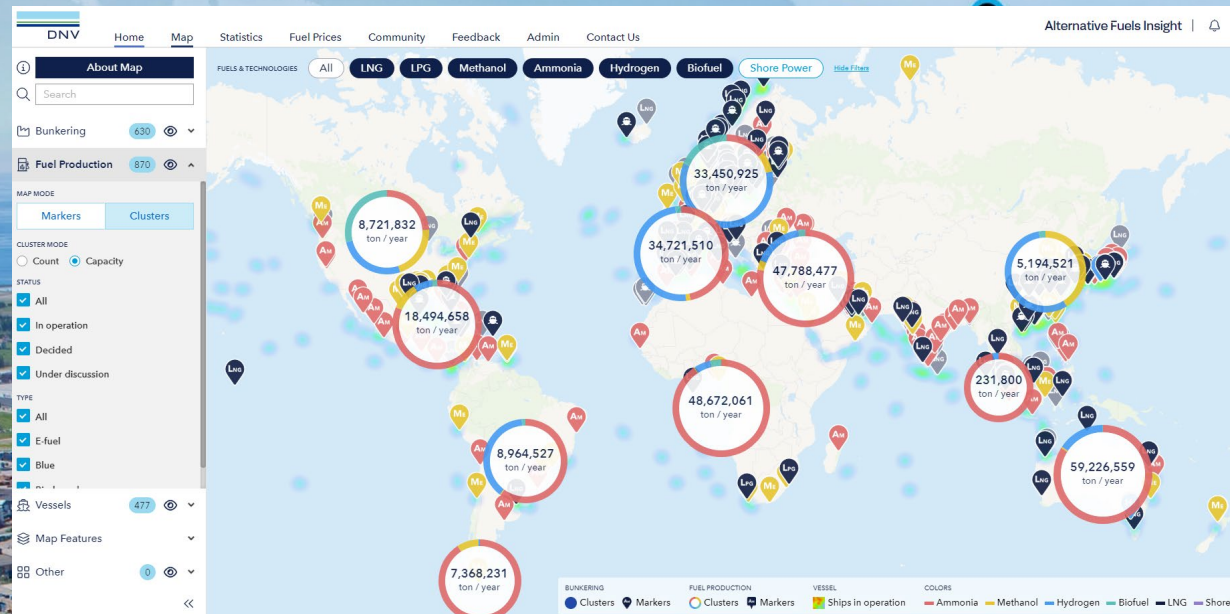 DNV
Home
Map
Statistics
Fuel Prices
Community
Feedback
Admin
Contact Us
Alternative Fuels Insight |
About Map
Search
Bunkering 630
Fuel Production 870
MAP MODE
Markers
Clusters
CLUSTER MODE
Count
Capacity
STATUS
All
In operation
Decided
Under discussion
TYPE
All
E-fuel
Blue
Vessels 477
Map Features
Other 0
FUELS & TECHNOLOGIES
All
LNG
LPG
Methanol
Ammonia
Hydrogen
Biofuel
Shore Power
Hide Filters
33,450,925
ton / year
8,721,832
ton / year
34,721,510
ton / year
47,788,477
ton / year
5,194,521
ton / year
18,494,658
ton / year
48,672,061
ton / year
231,800
ton / year
8,964,527
ton / year
59,226,559
ton / year
7,368,231
ton / year
BUNKERING
Clusters
Markers
FUEL PRODUCTION
Clusters
Markers
VESSEL
Ships in operation
COLORS
Ammonia
Methanol
Hydrogen
Biofuel
LNG
Shore